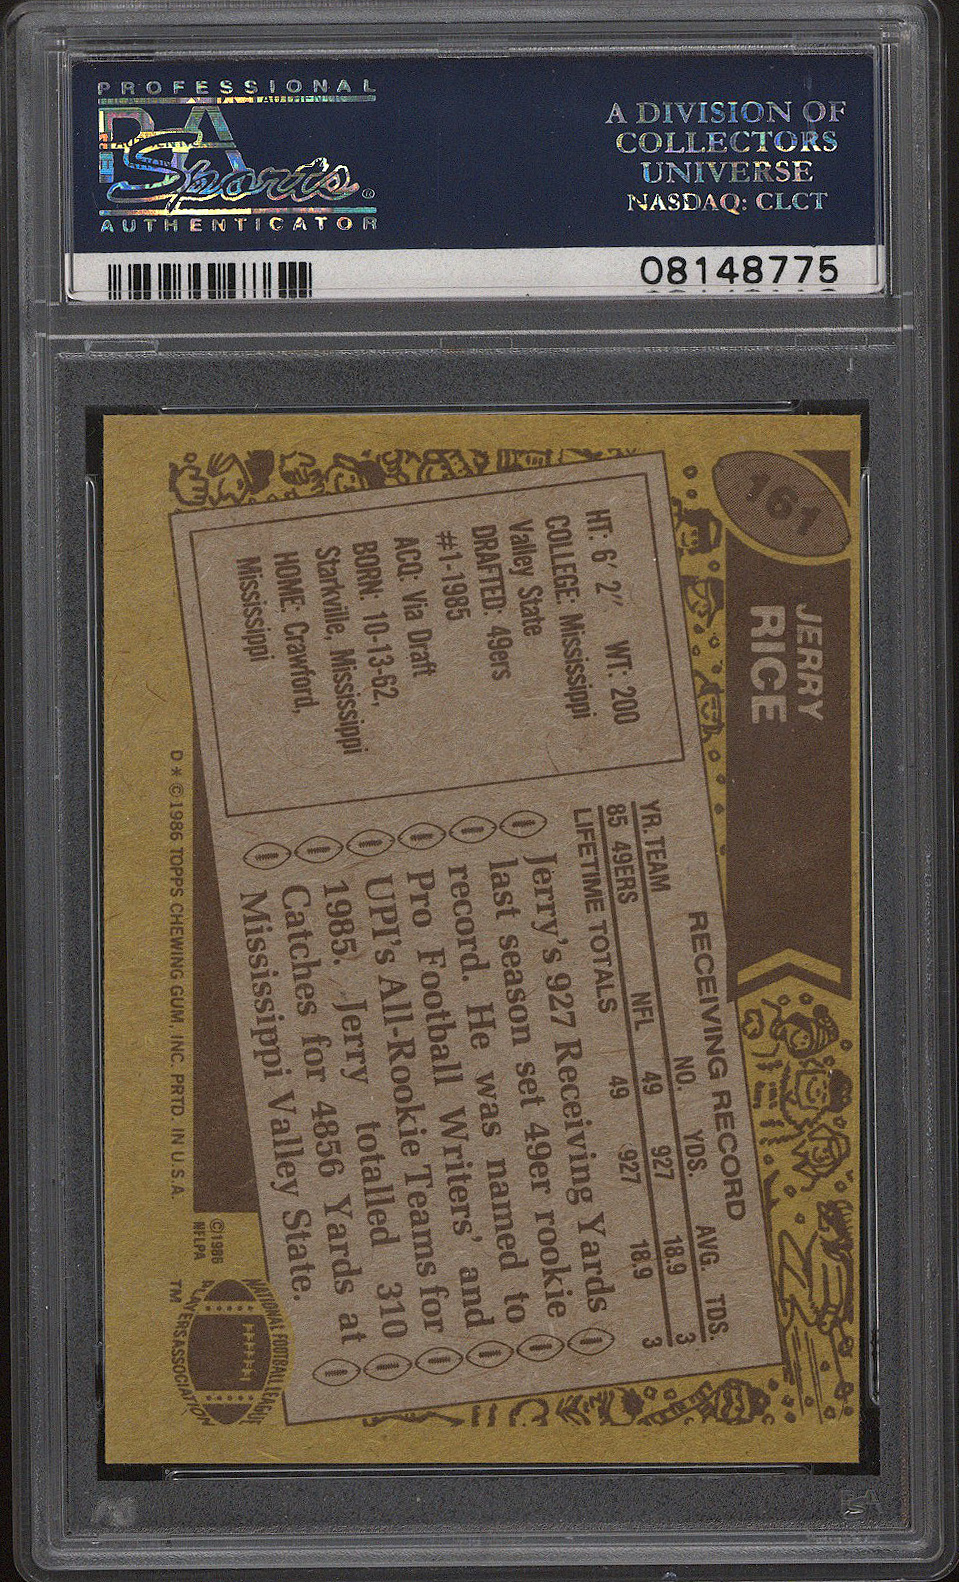 PROFESSIONAL
PSA
Sports®
AUTHENTICATOR
A DIVISION OF
COLLECTORS
UNIVERSE
NASDAQ: CLCT
08148775
161
JERRY
RICE
HT: 6′ 2″ WT: 200
COLLEGE: Mississippi
Valley State
DRAFTED: 49ers
#1-1985
ACQ: Via Draft
BORN: 10-13-62,
Starkville, Mississippi
HOME: Crawford,
Mississippi
RECEIVING RECORD
YR. TEAM NFL NO. YDS. AVG. TDS.
85 49ERS 49 927 18.9 3
LIFETIME TOTALS 49 927 18.9 3
Jerry's 927 Receiving Yards
last season set 49er rookie
record. He was named to
Pro Football Writers' and
UPI's All-Rookie Teams for
1985. Jerry totalled 310
Catches for 4856 Yards at
Mississippi Valley State.
D * © 1986 TOPPS CHEWING GUM, INC. PRTD. IN U.S.A.
©1986
NFLPA
NATIONAL FOOTBALL LEAGUE
PLAYERS ASSOCIATION
TM
PSA